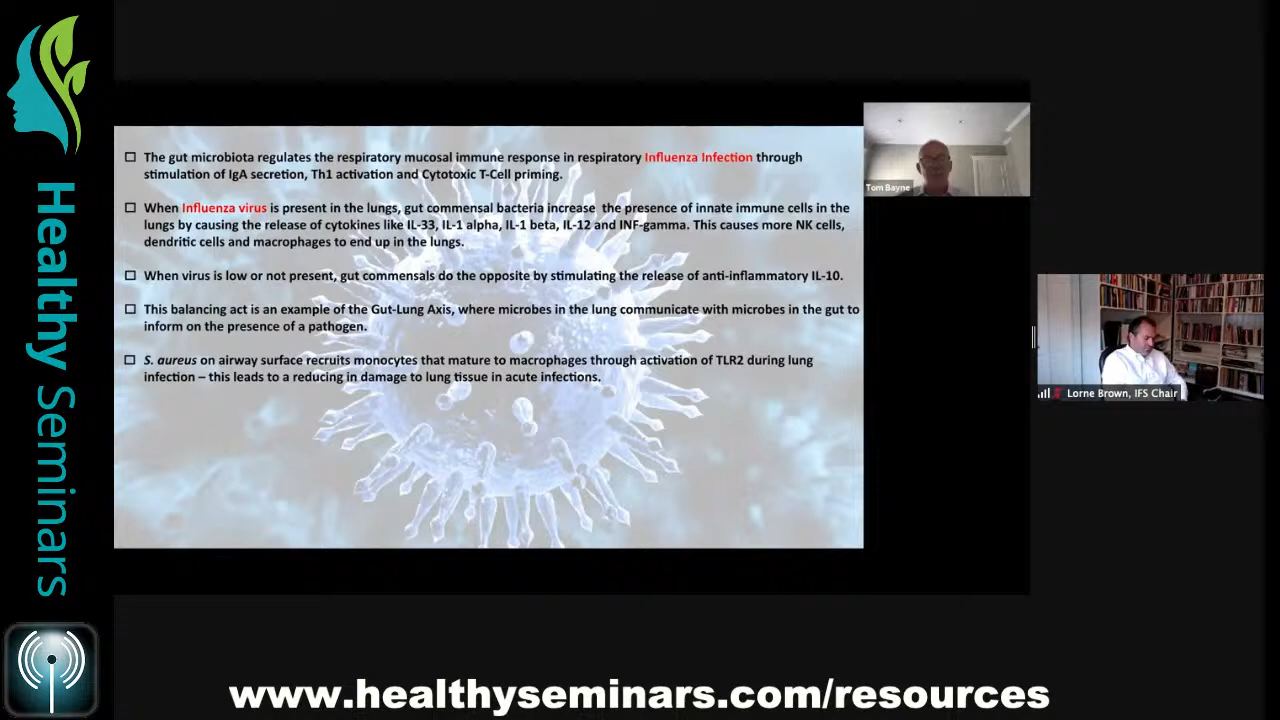 Healthy Seminars
☐ The gut microbiota regulates the respiratory mucosal immune response in respiratory Influenza Infection through
stimulation of IgA secretion, Th1 activation and Cytotoxic T-Cell priming.
☐ When Influenza virus is present in the lungs, gut commensal bacteria increase the presence of innate immune cells in the
lungs by causing the release of cytokines like IL-33, IL-1 alpha, IL-1 beta, IL-12 and INF-gamma. This causes more NK cells,
dendritic cells and macrophages to end up in the lungs.
☐ When virus is low or not present, gut commensals do the opposite by stimulating the release of anti-inflammatory IL-10.
☐ This balancing act is an example of the Gut-Lung Axis, where microbes in the lung communicate with microbes in the gut to
inform on the presence of a pathogen.
☐ S. aureus on airway surface recruits monocytes that mature to macrophages through activation of TLR2 during lung
infection – this leads to a reducing in damage to lung tissue in acute infections.
Tom Bayne
Lorne Brown, IFS Chair
www.healthyseminars.com/resources